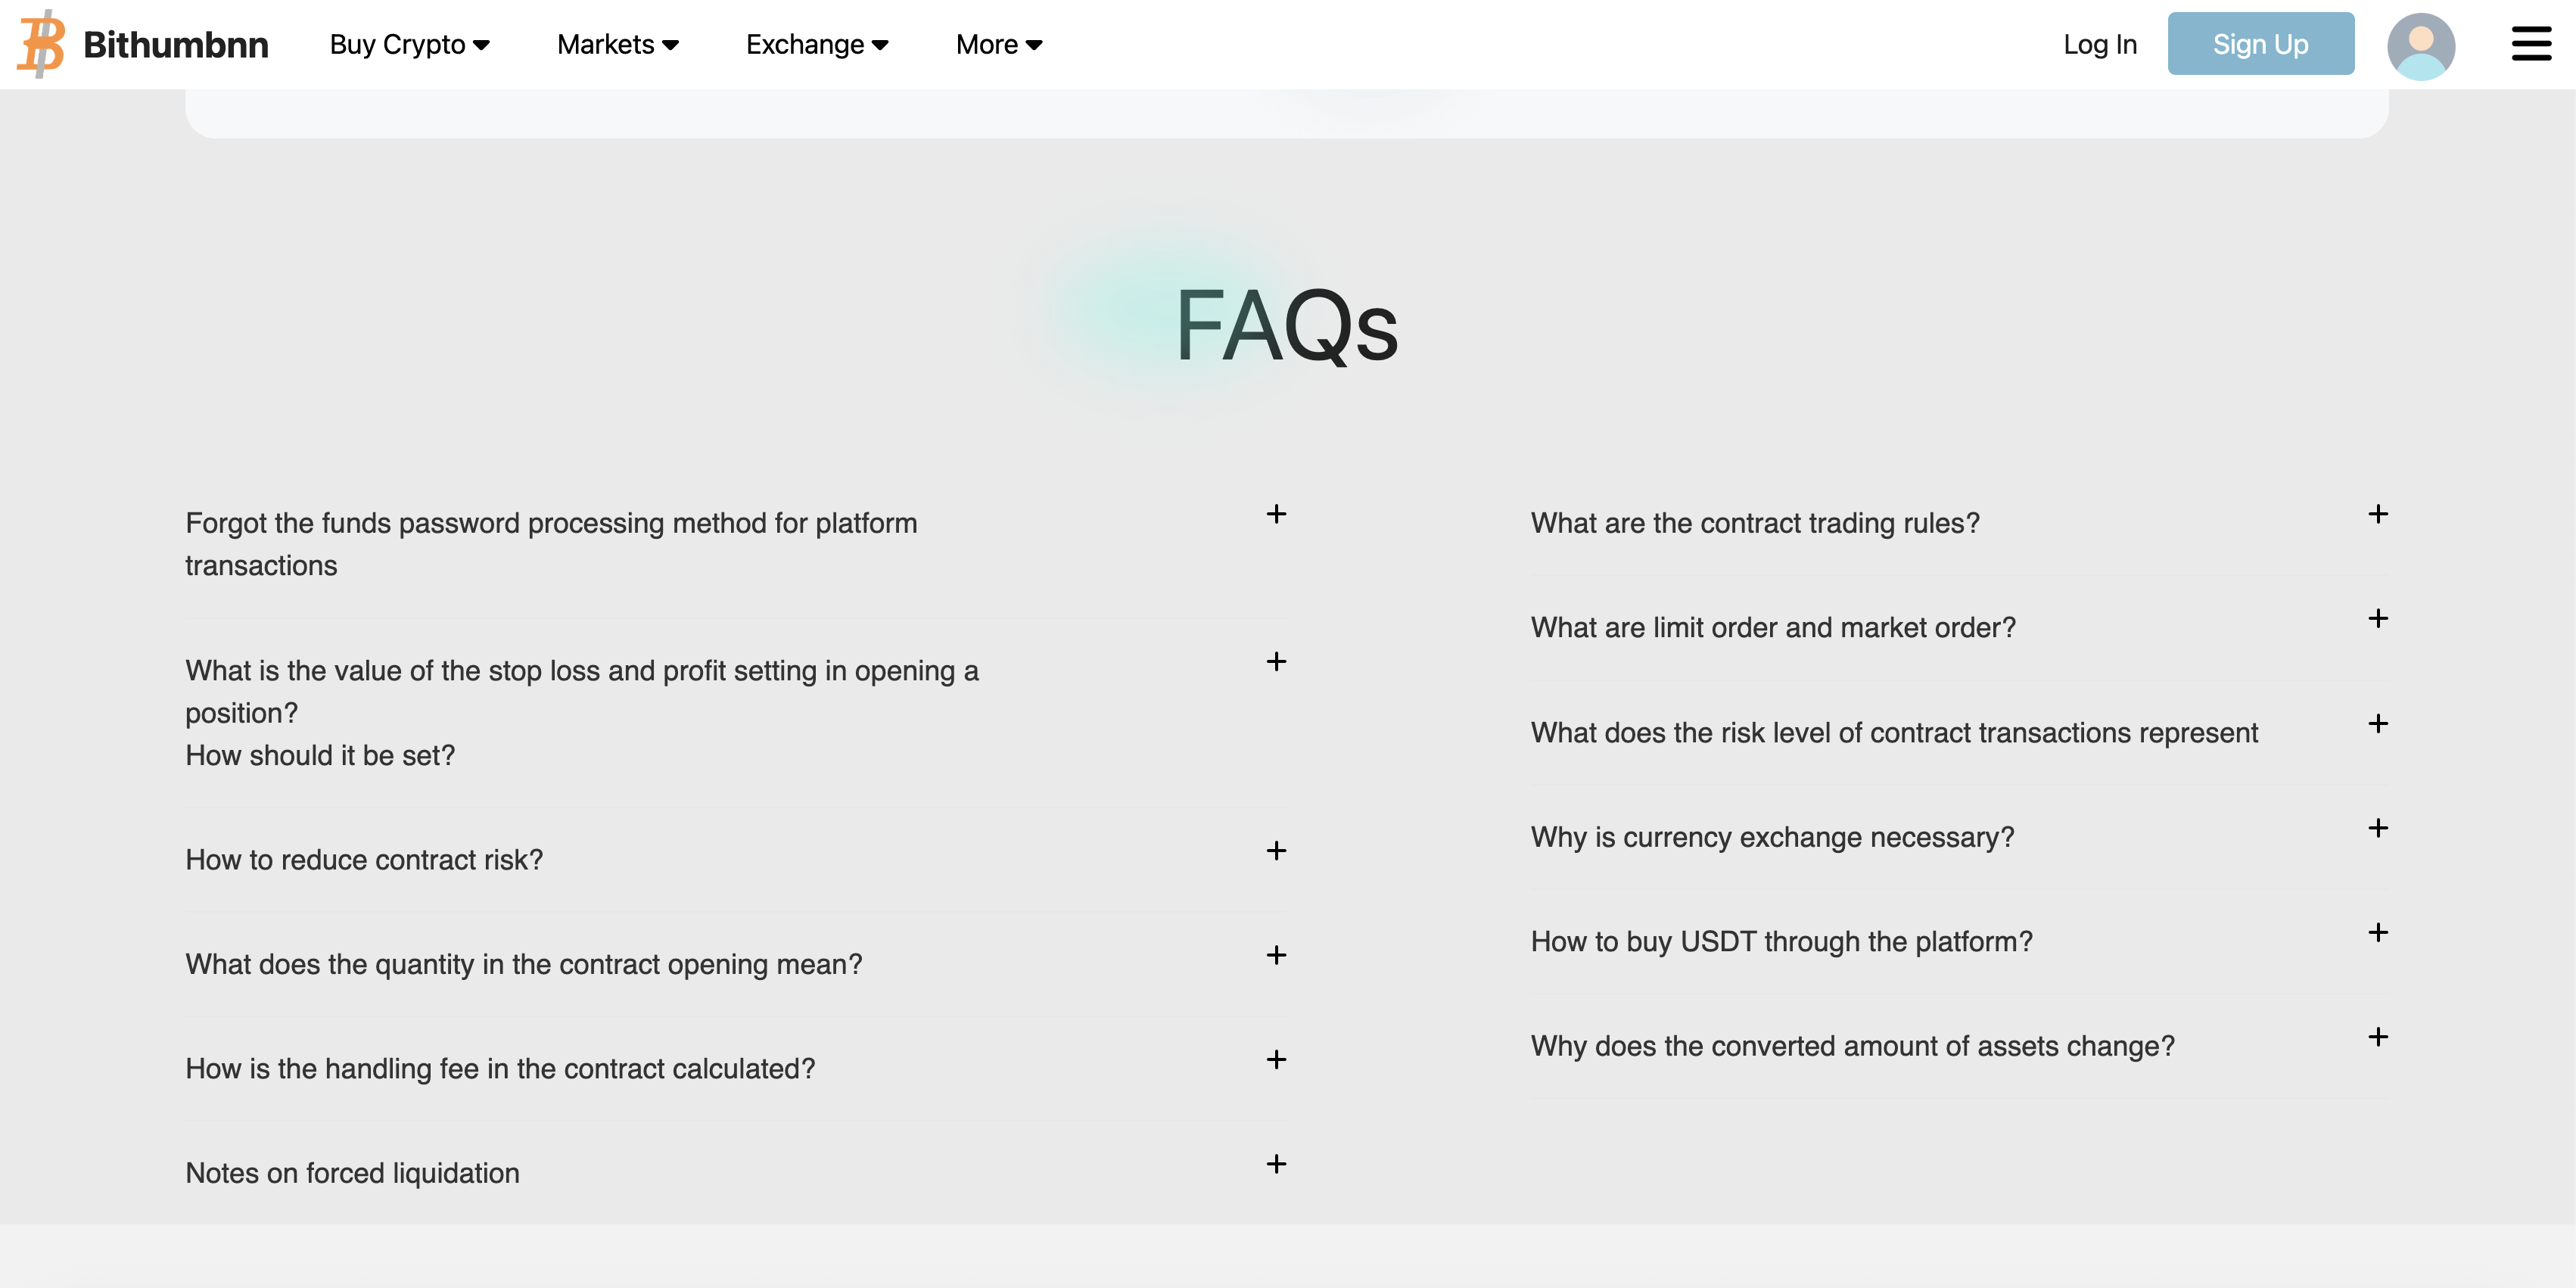 Bithumbnn
Buy Crypto
Markets
Exchange
More
Log In
Sign Up
FAQs
Forgot the funds password processing method for platform
transactions
What is the value of the stop loss and profit setting in opening a
position?
How should it be set?
How to reduce contract risk?
What does the quantity in the contract opening mean?
How is the handling fee in the contract calculated?
Notes on forced liquidation
What are the contract trading rules?
What are limit order and market order?
What does the risk level of contract transactions represent
Why is currency exchange necessary?
How to buy USDT through the platform?
Why does the converted amount of assets change?